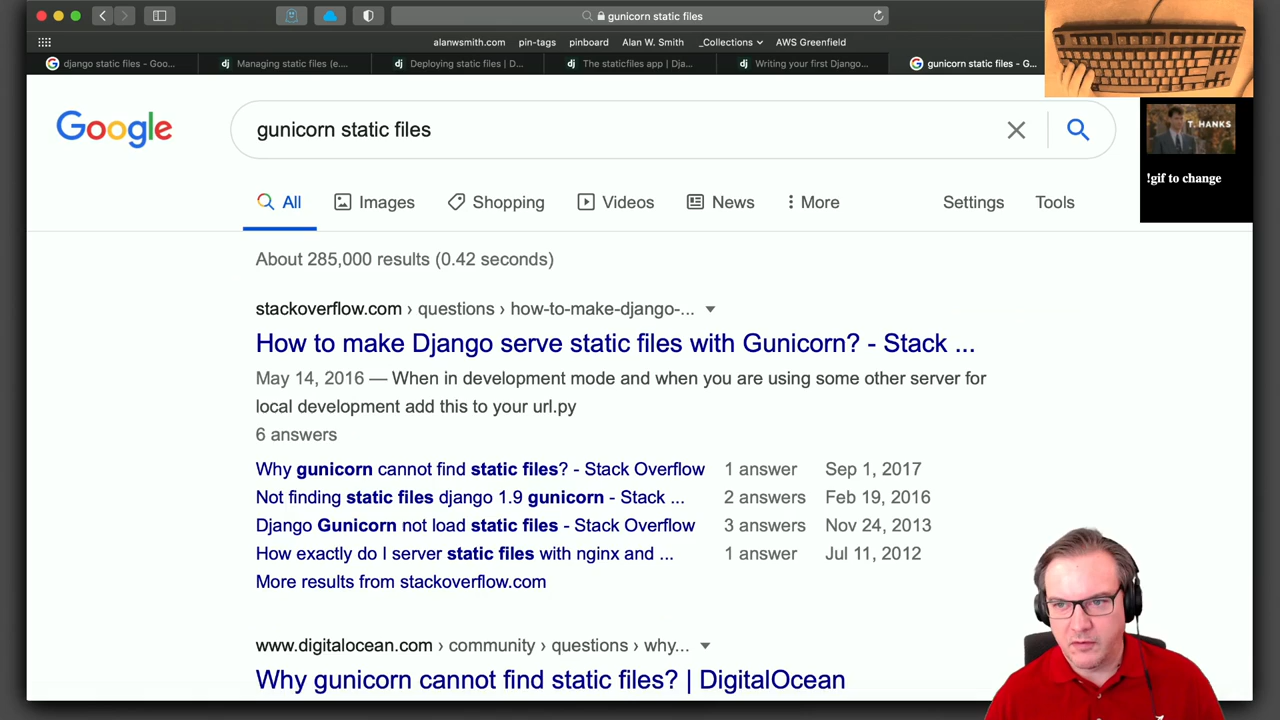 gunicorn static files
alanwsmith.com pin-tags pinboard Alan W. Smith _Collections AWS Greenfield
django static files - Goo... Managing static files (e.... Deploying static files | D... The staticfiles app | Dja... Writing your first Django... gunicorn static files - G...
Google gunicorn static files
T. HANKS
!gif to change
All Images Shopping Videos News More Settings Tools
About 285,000 results (0.42 seconds)
stackoverflow.com › questions › how-to-make-django-...
How to make Django serve static files with Gunicorn? - Stack ...
May 14, 2016 — When in development mode and when you are using some other server for
local development add this to your url.py
6 answers
Why gunicorn cannot find static files? - Stack Overflow 1 answer Sep 1, 2017
Not finding static files django 1.9 gunicorn - Stack ... 2 answers Feb 19, 2016
Django Gunicorn not load static files - Stack Overflow 3 answers Nov 24, 2013
How exactly do I server static files with nginx and ... 1 answer Jul 11, 2012
More results from stackoverflow.com
www.digitalocean.com › community › questions › why...
Why gunicorn cannot find static files? | DigitalOcean